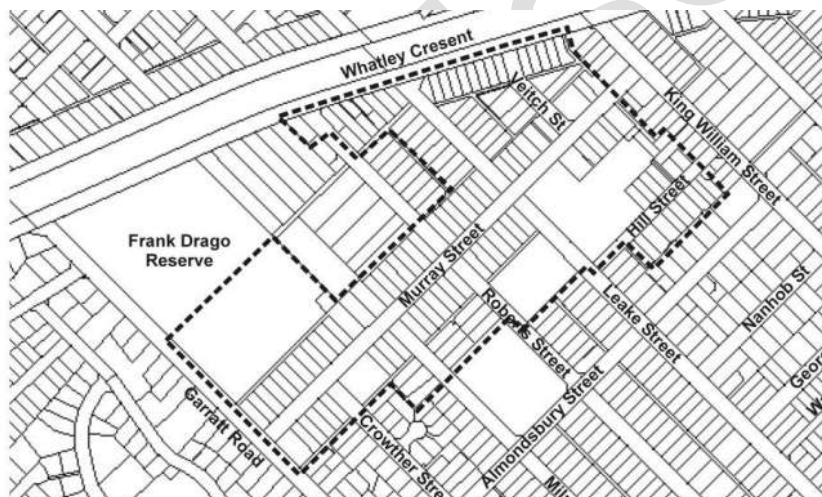 Whatley Cresent
Veitch St
King William Street
Frank Drago
Reserve
Hill Street
Murray Street
Roberts Street
Leake Street
Nanhob St
Garratt Road
Crowther Stre
Almondsbury Street
Geor